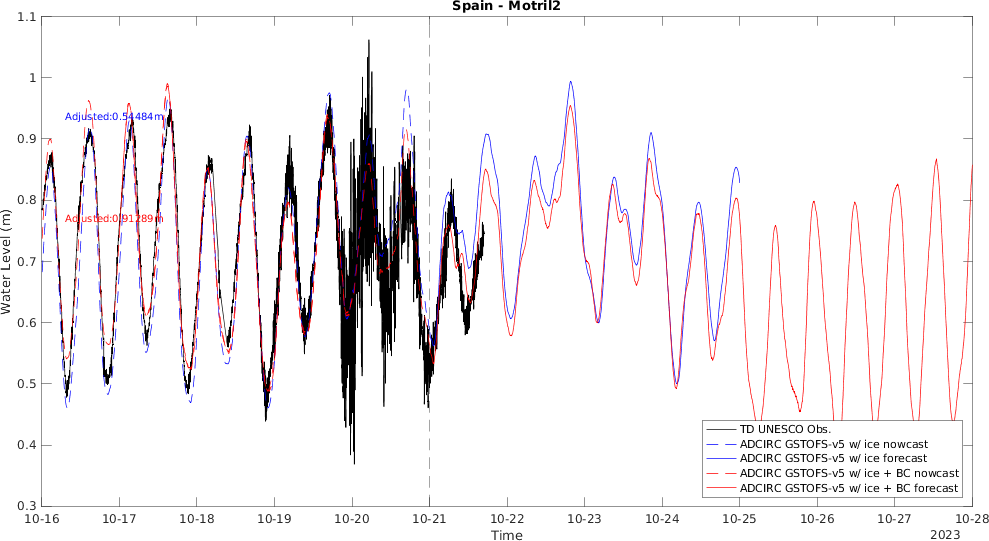 Spain - Motril2
1.1
1
0.9
0.8
0.7
0.6
0.5
0.4
0.3
Water Level (m)
Adjusted:0.54484m
Adjusted:0.91289m
TD UNESCO Obs.
ADCIRC GSTOFS-v5 w/ ice nowcast
ADCIRC GSTOFS-v5 w/ ice forecast
ADCIRC GSTOFS-v5 w/ ice + BC nowcast
ADCIRC GSTOFS-v5 w/ ice + BC forecast
10-16 10-17 10-18 10-19 10-20 10-21 10-22 10-23 10-24 10-25 10-26 10-27 10-28
Time
2023